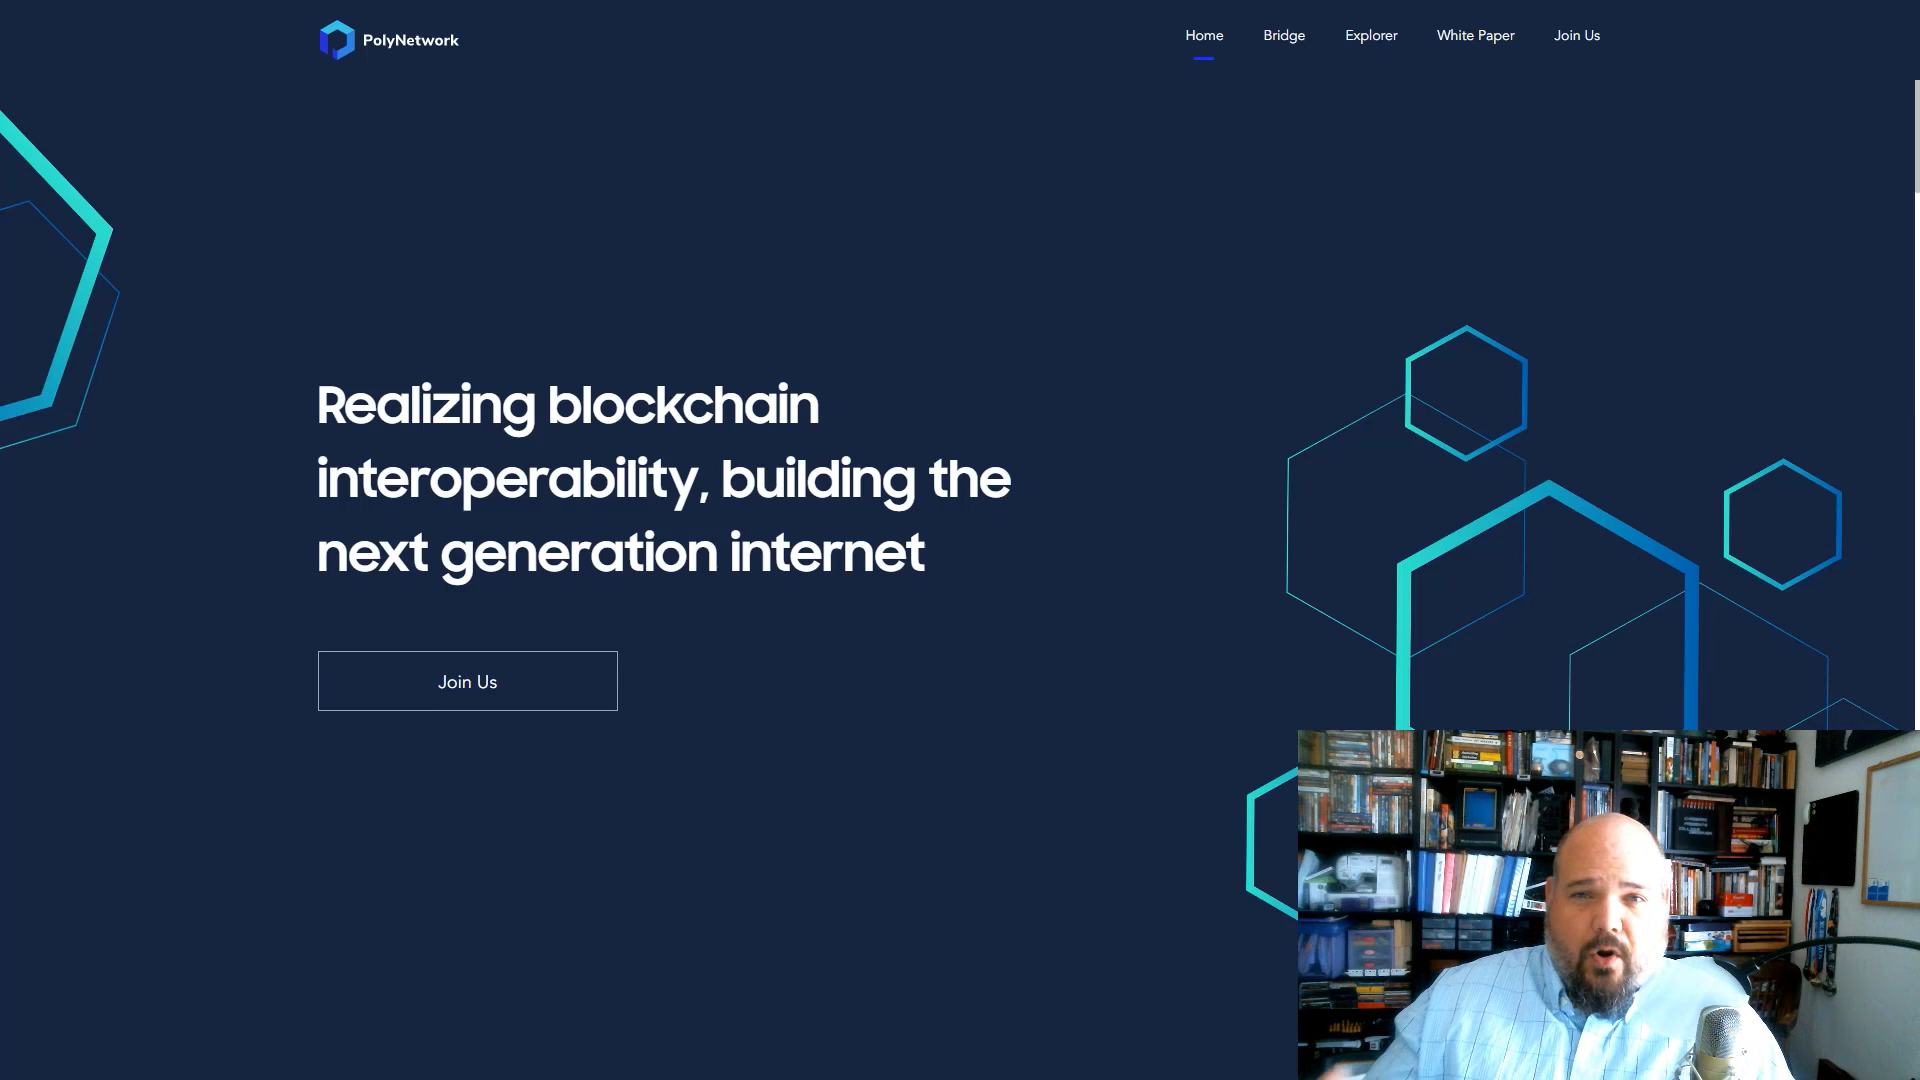 PolyNetwork
Home
Bridge
Explorer
White Paper
Join Us
Realizing blockchain
interoperability, building the
next generation internet
Join Us